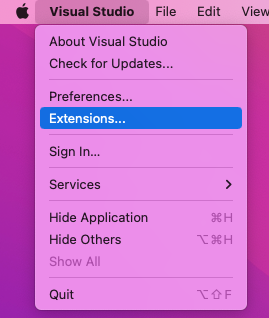 Visual Studio File Edit View
About Visual Studio
Check for Updates...
Preferences...
Extensions...
Sign In...
Services
Hide Application ⌘H
Hide Others ⌥⌘H
Show All
Quit ⌥⇧F